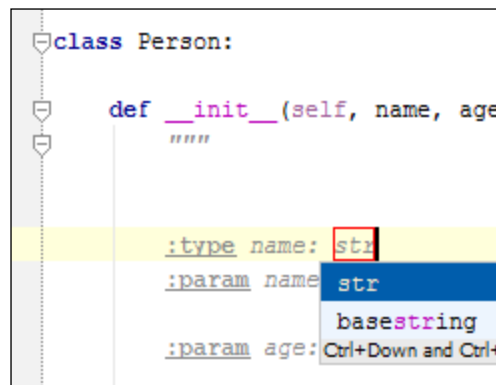 class Person:
def __init__(self, name, age
"""
:type name: str
:param name
str
basestring
:param age:
Ctrl+Down and Ctrl+